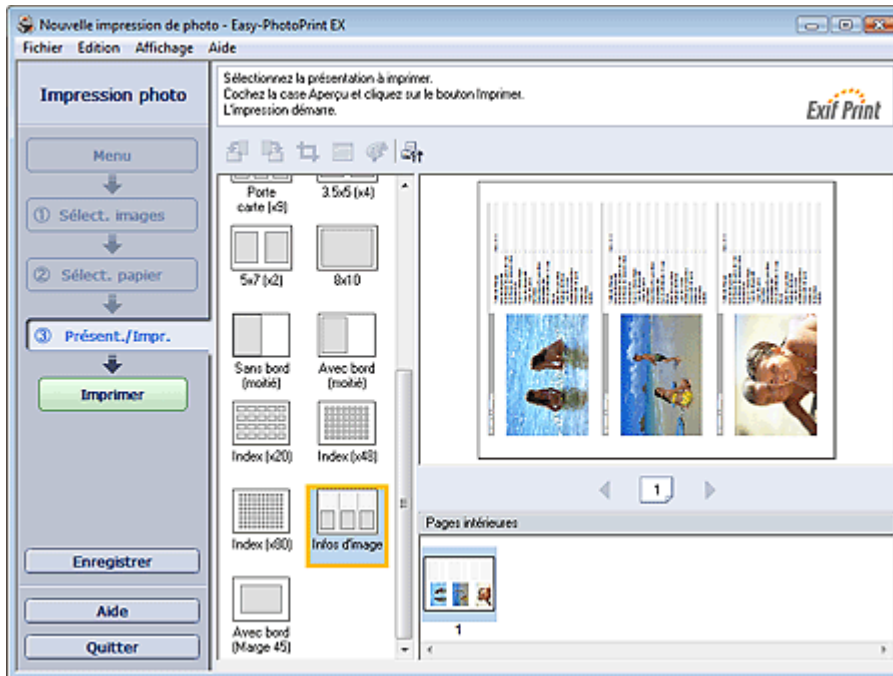 Nouvelle impression de photo - Easy-PhotoPrint EX
Fichier Edition Affichage Aide
Impression photo
Menu
① Sélect. images
② Sélect. papier
③ Présent./Impr.
Imprimer
Enregistrer
Aide
Quitter
Sélectionnez la présentation à imprimer.
Cochez la case Aperçu et cliquez sur le bouton Imprimer.
L'impression démarre.
Exif Print
Porte
carte (x9)
3.5x5 (x4)
5x7 (x2)
8x10
Sans bord
(moitié)
Avec bord
(moitié)
Index (x20)
Index (x48)
Index (x80)
Infos d'image
Avec bord
(Marge 45)
1
Pages intérieures
1